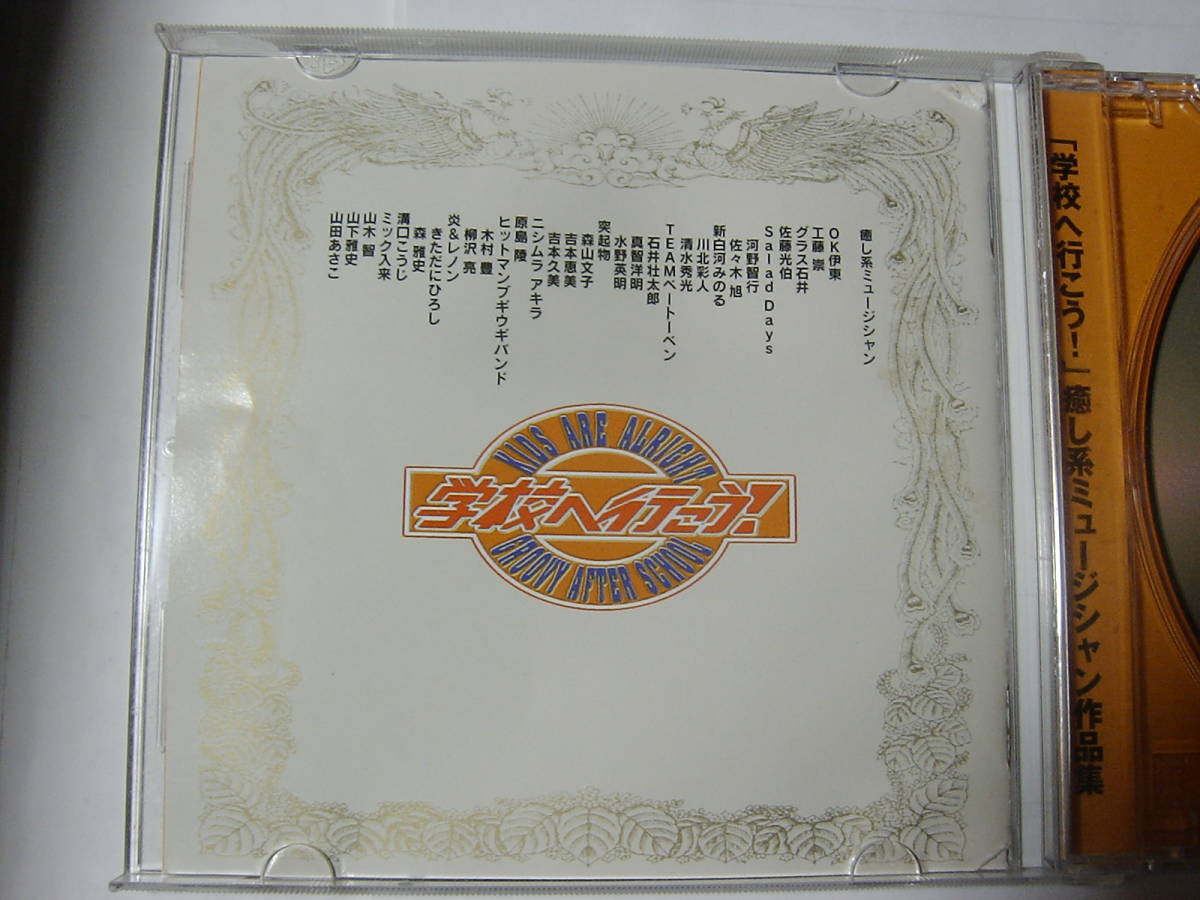 癒し系ミュージシャン
OK伊東
工藤 崇
グラス石井
佐藤光伯
Salad Days
河野智行
佐々木 旭
新白河みのる
川北彩人
清水秀光
TEAMベートーベン
石井壮太郎
真智洋明
水野英明
突起物
森山文子
吉本恵美
吉本久美
ニシムラ アキラ
原島 陵
ヒットマンブギウギバンド
木村 豊
柳沢 亮
炎&レノン
きただにひろし
森 雅史
溝口こうじ
ミック入来
山木 智
山下雅史
山田あさこ
KIDS ARE ALRIGHT
学校へ行こう!
GROOVY AFTER SCHOOL
「学校へ行こう!」癒し系ミュージシャン作品集